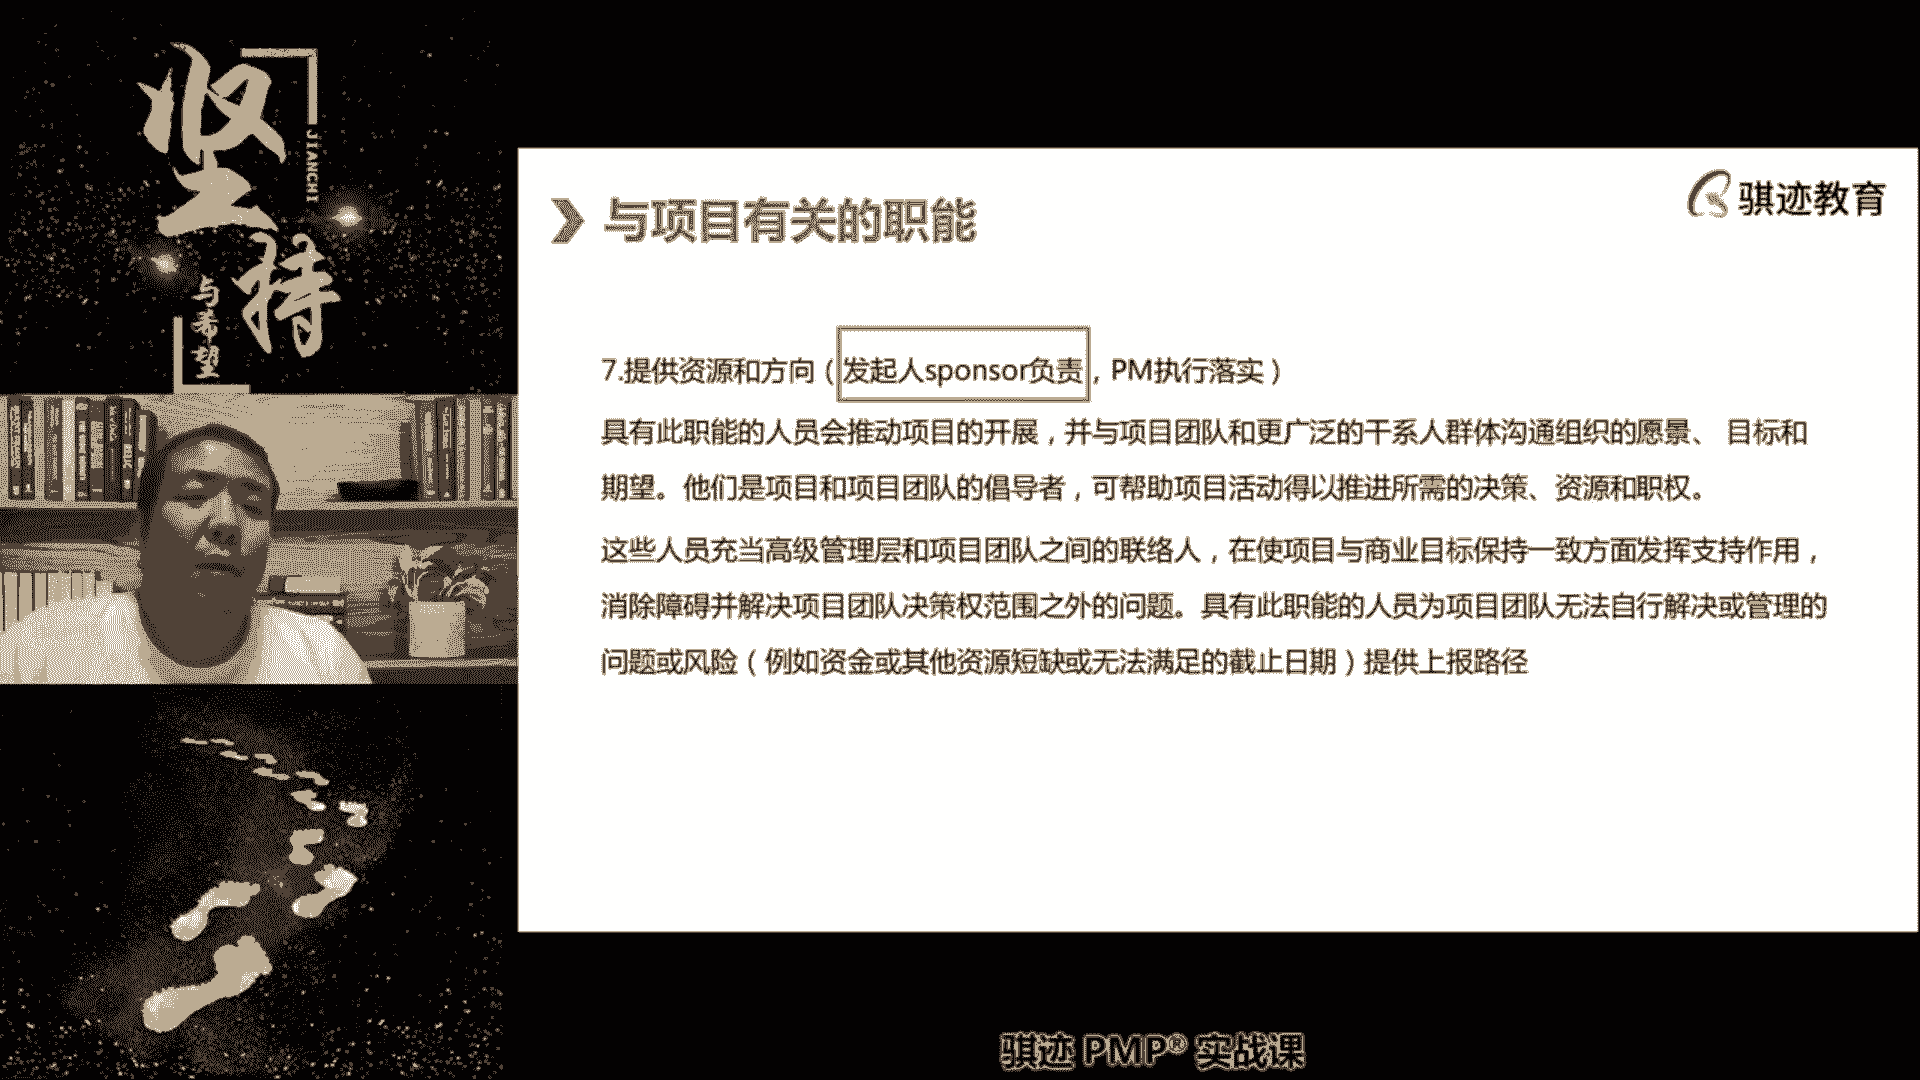 坚持
JIANCHI
与希望
骐迹教育
与项目有关的职能
7.提供资源和方向（发起人sponsor负责，PM执行落实）
具有此职能的人员会推动项目的开展，并与项目团队和更广泛的干系人群体沟通组织的愿景、 目标和
期望。他们是项目和项目团队的倡导者，可帮助项目活动得以推进所需的决策、资源和职权。
这些人员充当高级管理层和项目团队之间的联络人，在使项目与商业目标保持一致方面发挥支持作用，
消除障碍并解决项目团队决策权范围之外的问题。具有此职能的人员为项目团队无法自行解决或管理的
问题或风险（例如资金或其他资源短缺或无法满足的截止日期）提供上报路径
骐迹 PMP® 实战课